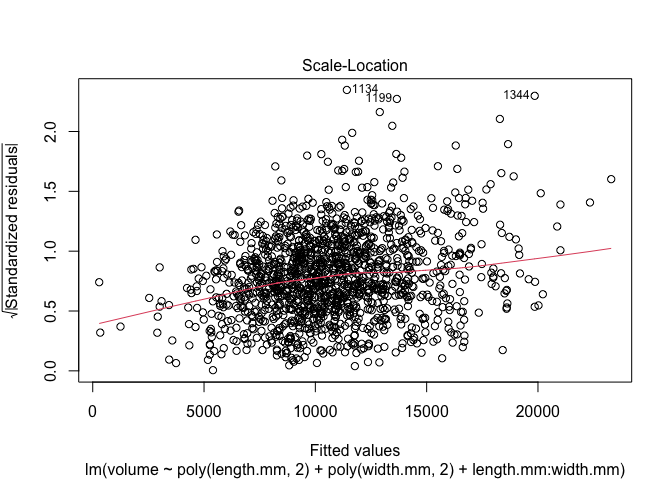 Scale-Location
1134
1199
1344
2.0
1.5
1.0
0.5
0.0
√|Standardized residuals|
0 5000 10000 15000 20000
Fitted values
lm(volume ~ poly(length.mm, 2) + poly(width.mm, 2) + length.mm:width.mm)